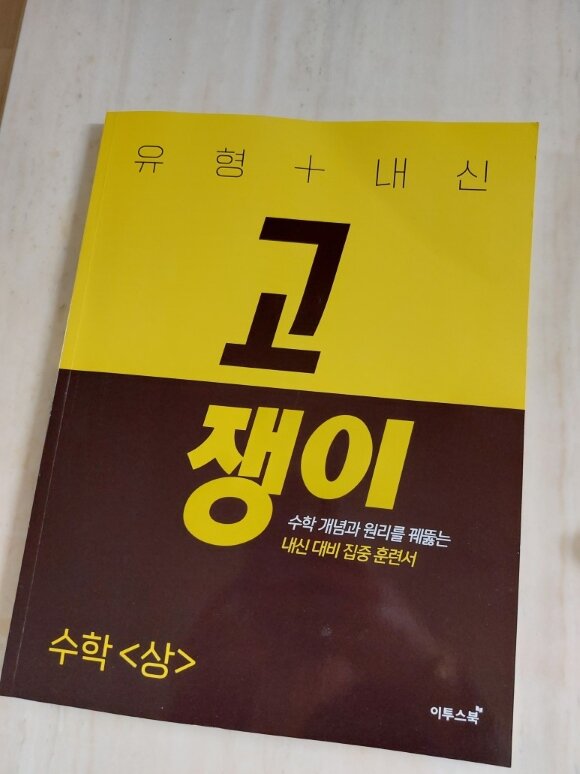 유형+내신
고
쟁이
수학 개념과 원리를 꿰뚫는
내신 대비 집중 훈련서
수학 <상>
이투스북